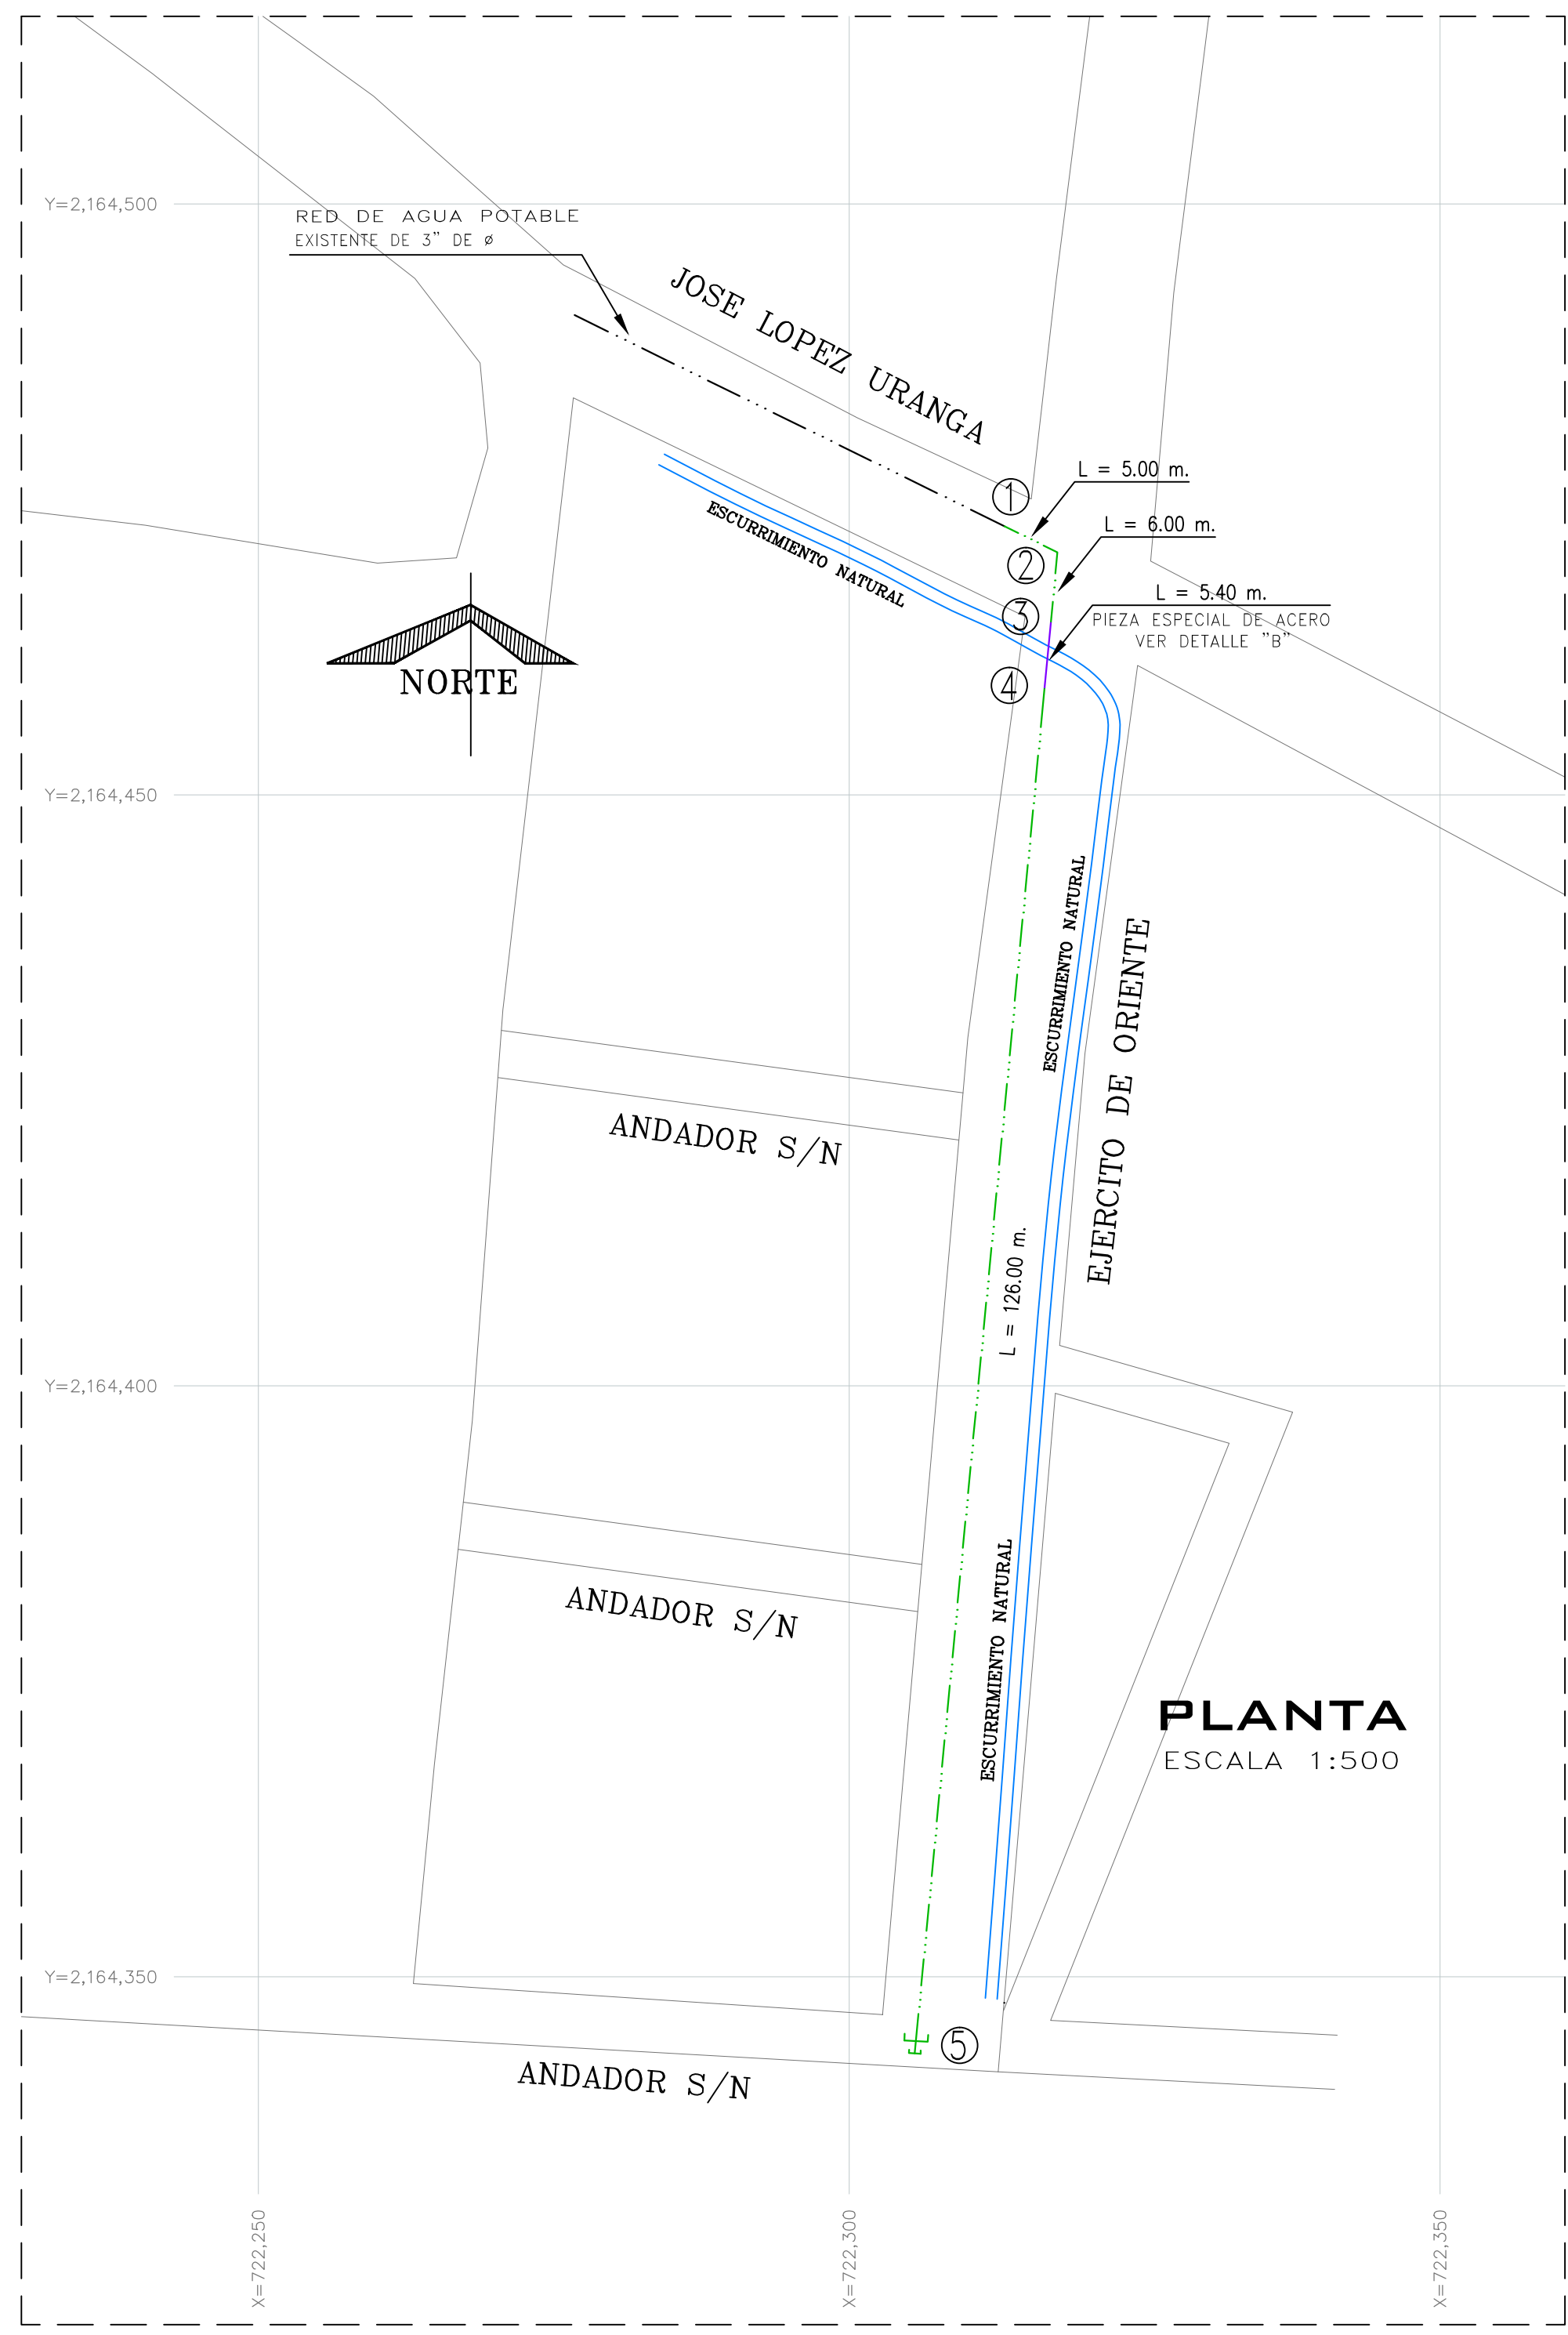 Y=2,164,500
RED DE AGUA POTABLE
EXISTENTE DE 3" DE ø
JOSE LOPEZ URANGA
1
L = 5.00 m.
ESCURRIMIENTO NATURAL
2
L = 6.00 m.
3
L = 5.40 m.
PIEZA ESPECIAL DE ACERO
VER DETALLE "B"
NORTE
4
Y=2,164,450
ESCURRIMIENTO NATURAL
EJERCITO DE ORIENTE
ANDADOR S/N
L = 126.00 m.
Y=2,164,400
ANDADOR S/N
ESCURRIMIENTO NATURAL
PLANTA
ESCALA 1:500
Y=2,164,350
5
ANDADOR S/N
X=722,250
X=722,300
X=722,350